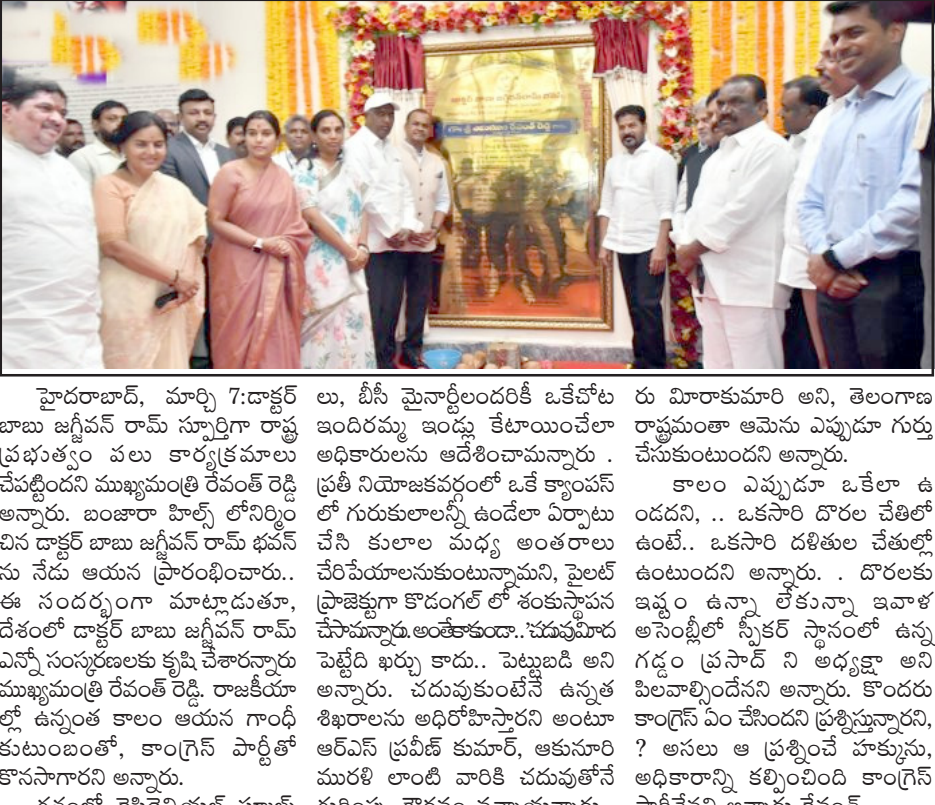 హైదరాబాద్, మార్చి 7:డాక్టర్
బాబు జగ్జీవన్ రామ్ స్ఫూర్తిగా రాష్ట్ర
ప్రభుత్వం పలు కార్యక్రమాలు
చేపట్టిందని ముఖ్యమంత్రి రేవంత్ రెడ్డి
అన్నారు. బంజారా హిల్స్ లోనిర్మిం
చిన డాక్టర్ బాబు జగ్జీవన్ రామ్ భవన్
ను నేడు ఆయన ప్రారంభించారు..
ఈ సందర్భంగా మాట్లాడుతూ,
దేశంలో డాక్టర్ బాబు జగ్జీవన్ రామ్
ఎన్నో సంస్కరణలకు కృషి చేశారన్నారు
ముఖ్యమంత్రి రేవంత్ రెడ్డి. రాజకీయా
ల్లో ఉన్నంత కాలం ఆయన గాంధీ
కుటుంబంతో, కాంగ్రెస్ పార్టీతో
కొనసాగారని అన్నారు.
లు, బీసీ మైనార్టీలందరికీ ఒకేచోట
ఇందిరమ్మ ఇండ్లు కేటాయించేలా
అధికారులను ఆదేశించామన్నారు .
ప్రతీ నియోజకవర్గంలో ఒకే క్యాంపస్
లో గురుకులాలన్నీ ఉండేలా ఏర్పాటు
చేసి కులాల మధ్య అంతరాలు
చేరిపేయాలనుకుంటున్నామని, పైలట్
ప్రాజెక్టుగా కొడంగల్ లో శంకుస్థాపన
చేసామన్నారు.అంతేకాకుండా..'చదువుమీద
పెట్టేది ఖర్చు కాదు.. పెట్టుబడి అని
అన్నారు. చదువుకుంటేనే ఉన్నత
శిఖరాలను అధిరోహిస్తారని అంటూ
ఆర్ఎస్ ప్రవీణ్ కుమార్, ఆకునూరి
మురళి లాంటి వారికి చదువుతోనే
రు మీరాకుమారి అని, తెలంగాణ
రాష్ట్రమంతా ఆమెను ఎప్పుడూ గుర్తు
చేసుకుంటుందని అన్నారు.
కాలం ఎప్పుడూ ఒకేలా ఉ
ండదని, .. ఒకసారి దొరల చేతిలో
ఉంటే.. ఒకసారి దళితుల చేతుల్లో
ఉంటుందని అన్నారు. . దొరలకు
ఇష్టం ఉన్నా లేకున్నా ఇవాళ
అసెంబ్లీలో స్పీకర్ స్థానంలో ఉన్న
గడ్డం ప్రసాద్ ని అధ్యక్షా అని
పిలవాల్సిందేనని అన్నారు. కొందరు
కాంగ్రెస్ ఏం చేసిందని ప్రశ్నిస్తున్నారని,
? అసలు ఆ ప్రశ్నించే హక్కును,
అధికారాన్ని కల్పించింది కాంగ్రెస్